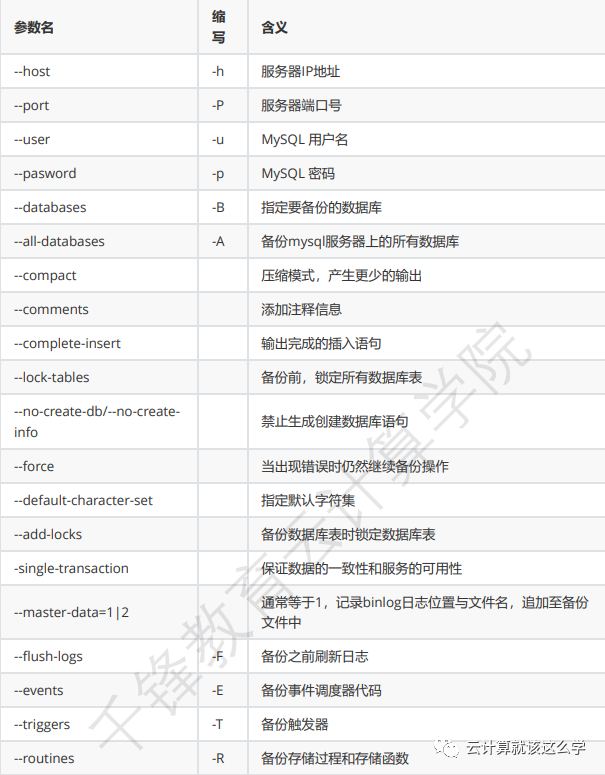 参数名 缩写 含义
--host -h 服务器IP地址
--port -P 服务器端口号
--user -u MySQL 用户名
--pasword -p MySQL 密码
--databases -B 指定要备份的数据库
--all-databases -A 备份mysql服务器上的所有数据库
--compact 压缩模式，产生更少的输出
--comments 添加注释信息
--complete-insert 输出完成的插入语句
--lock-tables 备份前，锁定所有数据库表
--no-create-db/--no-create-
info
禁止生成创建数据库语句
--force 当出现错误时仍然继续备份操作
--default-character-set 指定默认字符集
--add-locks 备份数据库表时锁定数据库表
-single-transaction 保证数据的一致性和服务的可用性
--master-data=1|2 通常等于1，记录binlog日志位置与文件名，追加至备份
文件中
--flush-logs -F 备份之前刷新日志
--events -E 备份事件调度器代码
--triggers -T 备份触发器
--routines -R 备份存储过程和存储函数
千锋教育云计算学院
云计算就该这么学